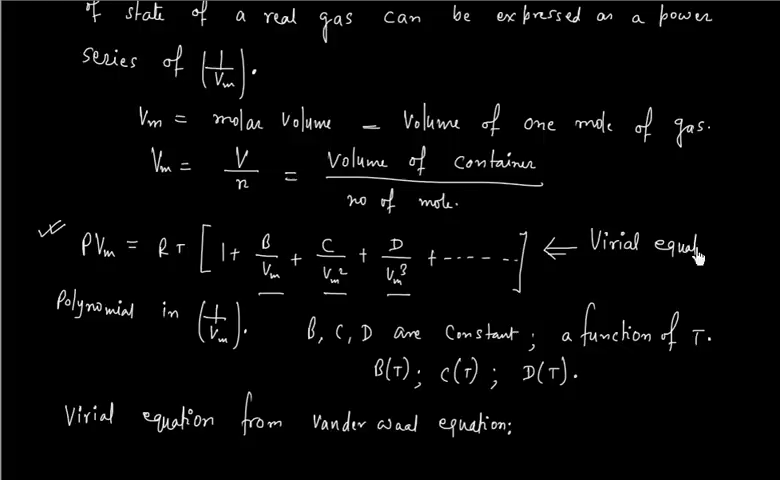 of state of a real gas can be expressed as a power
series of (1/Vm).
Vm = molar volume = Volume of one mole of gas.
Vm = V/n = Volume of container/no of mole.
PVm = RT [1 + B/Vm + C/Vm² + D/Vm³ + ------] ⟸ Virial equat
Polynomial in (1/Vm). B, C, D are constant; a function of T.
B(T); C(T); D(T).
Virial equation from vander waal equation: